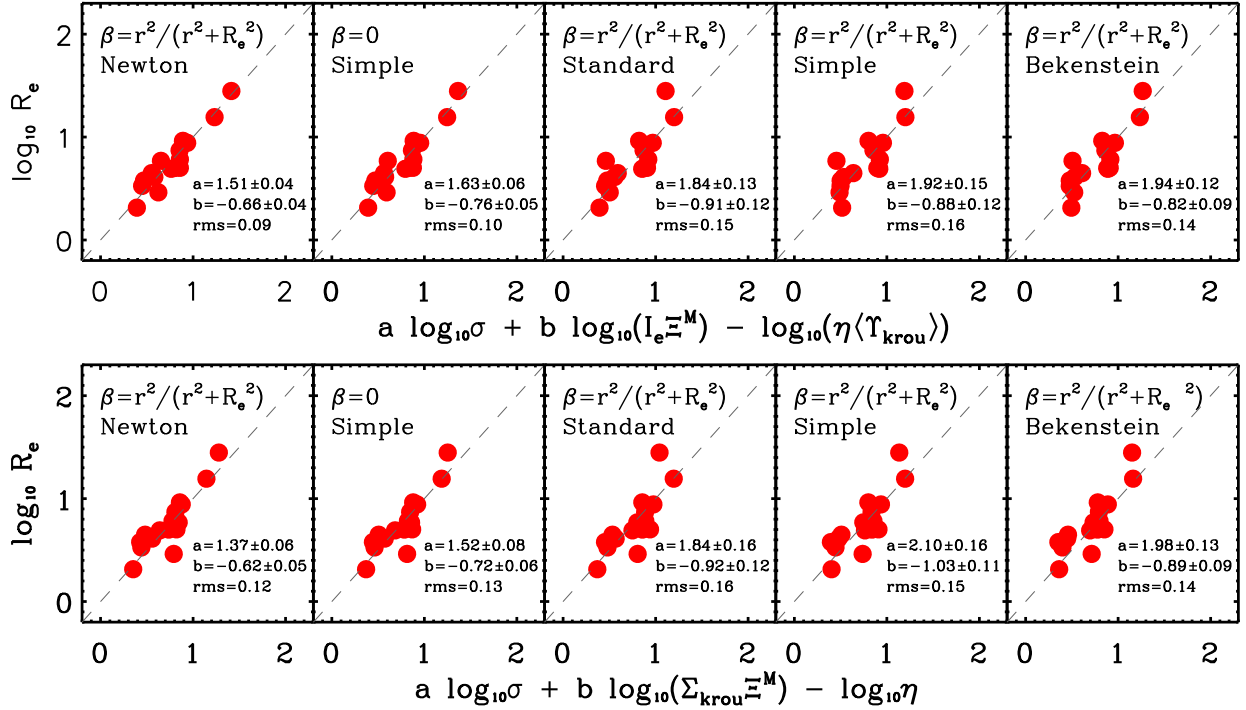 β=r²/(r²+Rₑ²) β=0 β=r²/(r²+Rₑ²) β=r²/(r²+Rₑ²) β=r²/(r²+Rₑ²)
Newton Simple Standard Simple Bekenstein
2
1
0
log₁₀ Rₑ
a=1.51±0.04 a=1.63±0.06 a=1.84±0.13 a=1.92±0.15 a=1.94±0.12
b=−0.66±0.04 b=−0.76±0.05 b=−0.91±0.12 b=−0.88±0.12 b=−0.82±0.09
rms=0.09 rms=0.10 rms=0.15 rms=0.16 rms=0.14
0 1 2 0 1 2 0 1 2 0 1 2 0 1 2
a log₁₀σ + b log₁₀(IₑΞᴹ) − log₁₀(η⟨Υ_krou⟩)
β=r²/(r²+Rₑ²) β=0 β=r²/(r²+Rₑ²) β=r²/(r²+Rₑ²) β=r²/(r²+Rₑ ²)
Newton Simple Standard Simple Bekenstein
2
1
0
log₁₀ Rₑ
a=1.37±0.06 a=1.52±0.08 a=1.84±0.16 a=2.10±0.16 a=1.98±0.13
b=−0.62±0.05 b=−0.72±0.06 b=−0.92±0.12 b=−1.03±0.11 b=−0.89±0.09
rms=0.12 rms=0.13 rms=0.16 rms=0.15 rms=0.14
0 1 2 0 1 2 0 1 2 0 1 2 0 1 2
a log₁₀σ + b log₁₀(Σ_krouΞᴹ) − log₁₀η